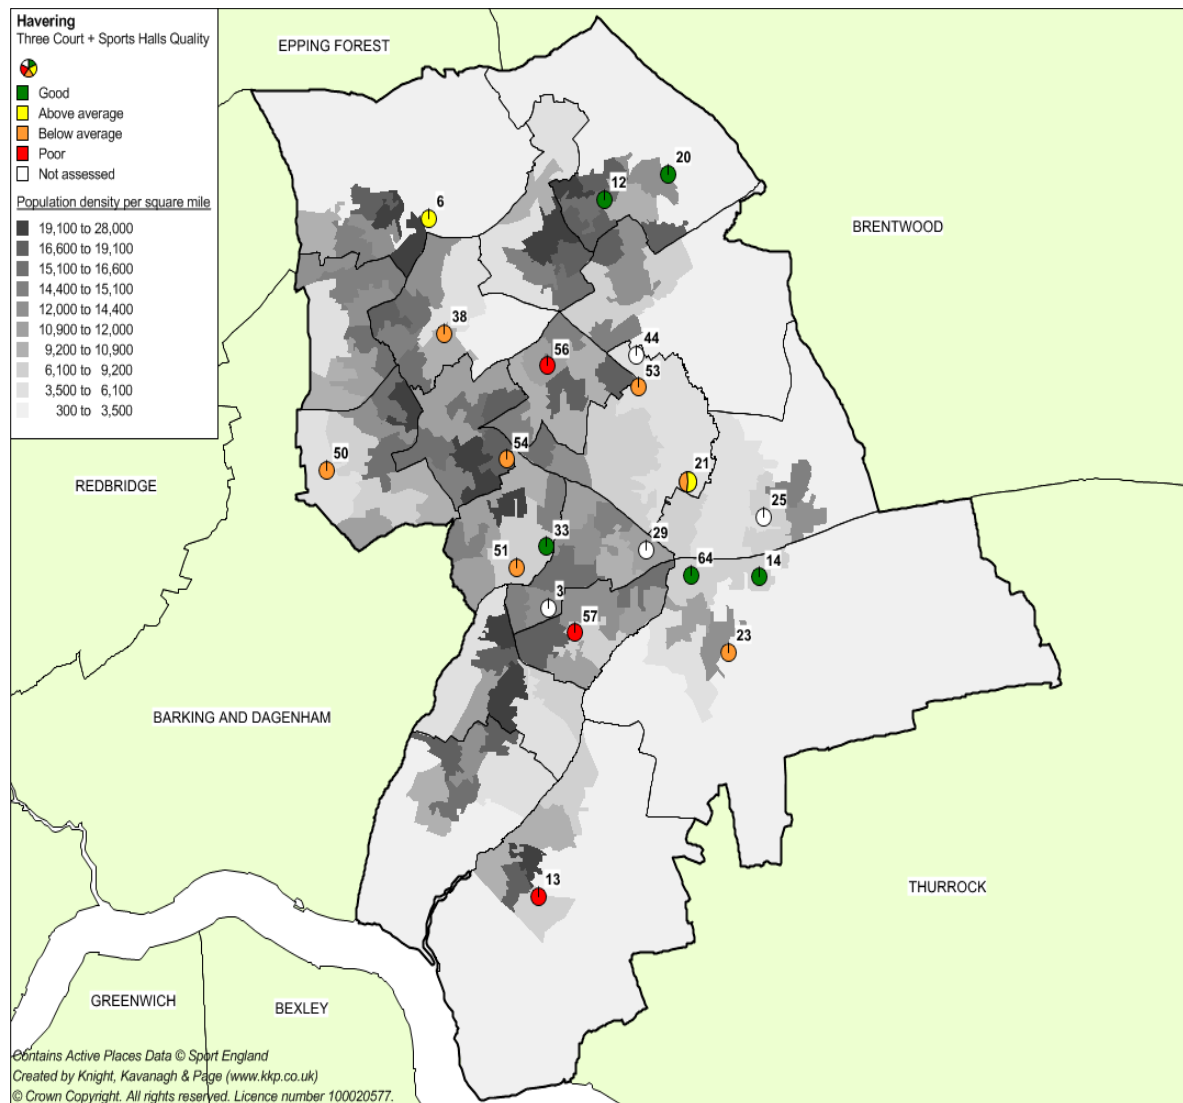 Havering
Three Court + Sports Halls Quality
Good
Above average
Below average
Poor
Not assessed
Population density per square mile
19,100 to 28,000
16,600 to 19,100
15,100 to 16,600
14,400 to 15,100
12,000 to 14,400
10,900 to 12,000
9,200 to 10,900
6,100 to 9,200
3,500 to 6,100
300 to 3,500
EPPING FOREST
20
12
6
BRENTWOOD
38
44
56
53
54
50
21
REDBRIDGE
25
33
29
51
64
14
3
57
23
BARKING AND DAGENHAM
13
THURROCK
GREENWICH
BEXLEY
Contains Active Places Data © Sport England
Created by Knight, Kavanagh & Page (www.kkp.co.uk)
© Crown Copyright. All rights reserved. Licence number 100020577.